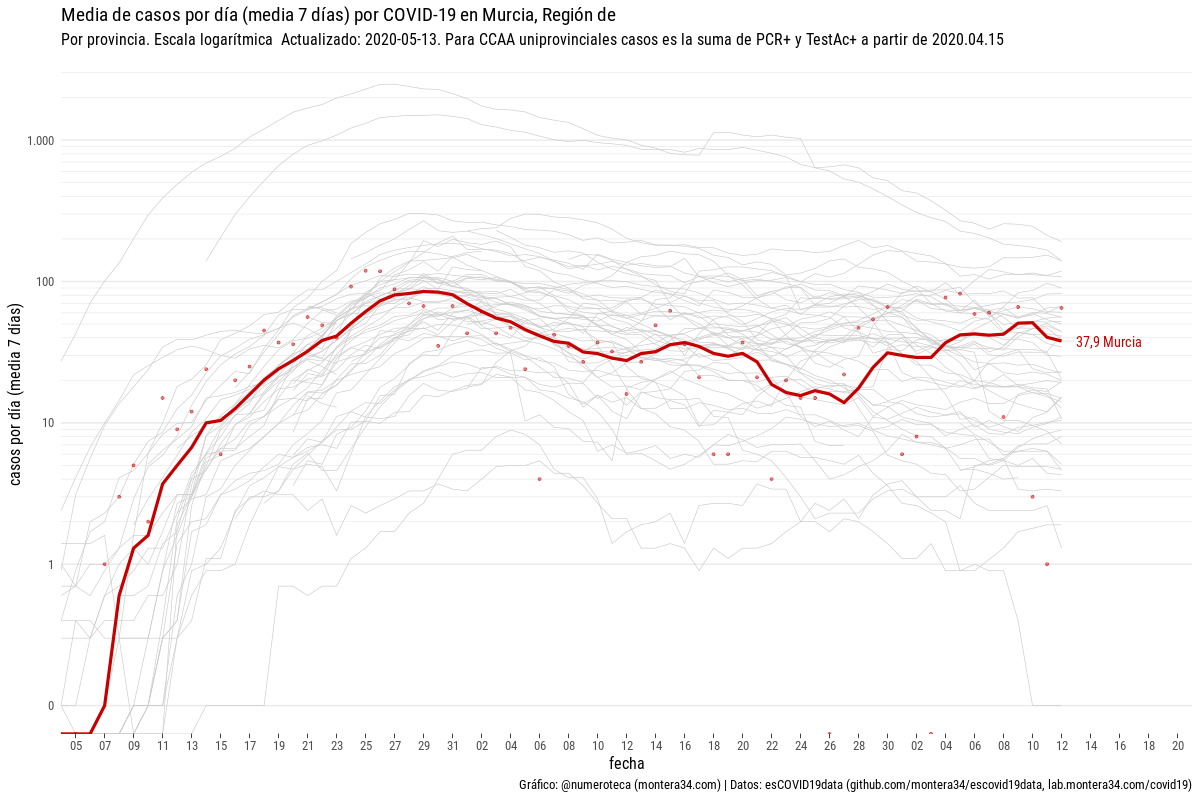 Media de casos por día (media 7 días) por COVID-19 en Murcia, Región de
Por provincia. Escala logarítmica  Actualizado: 2020-05-13. Para CCAA uniprovinciales casos es la suma de PCR+ y TestAc+ a partir de 2020.04.15
casos por día (media 7 días)
1.000
100
10
1
0
37,9 Murcia
05 07 09 11 13 15 17 19 21 23 25 27 29 31 02 04 06 08 10 12 14 16 18 20 22 24 26 28 30 02 04 06 08 10 12 14 16 18 20
fecha
Gráfico: @numeroteca (montera34.com) | Datos: esCOVID19data (github.com/montera34/escovid19data, lab.montera34.com/covid19)